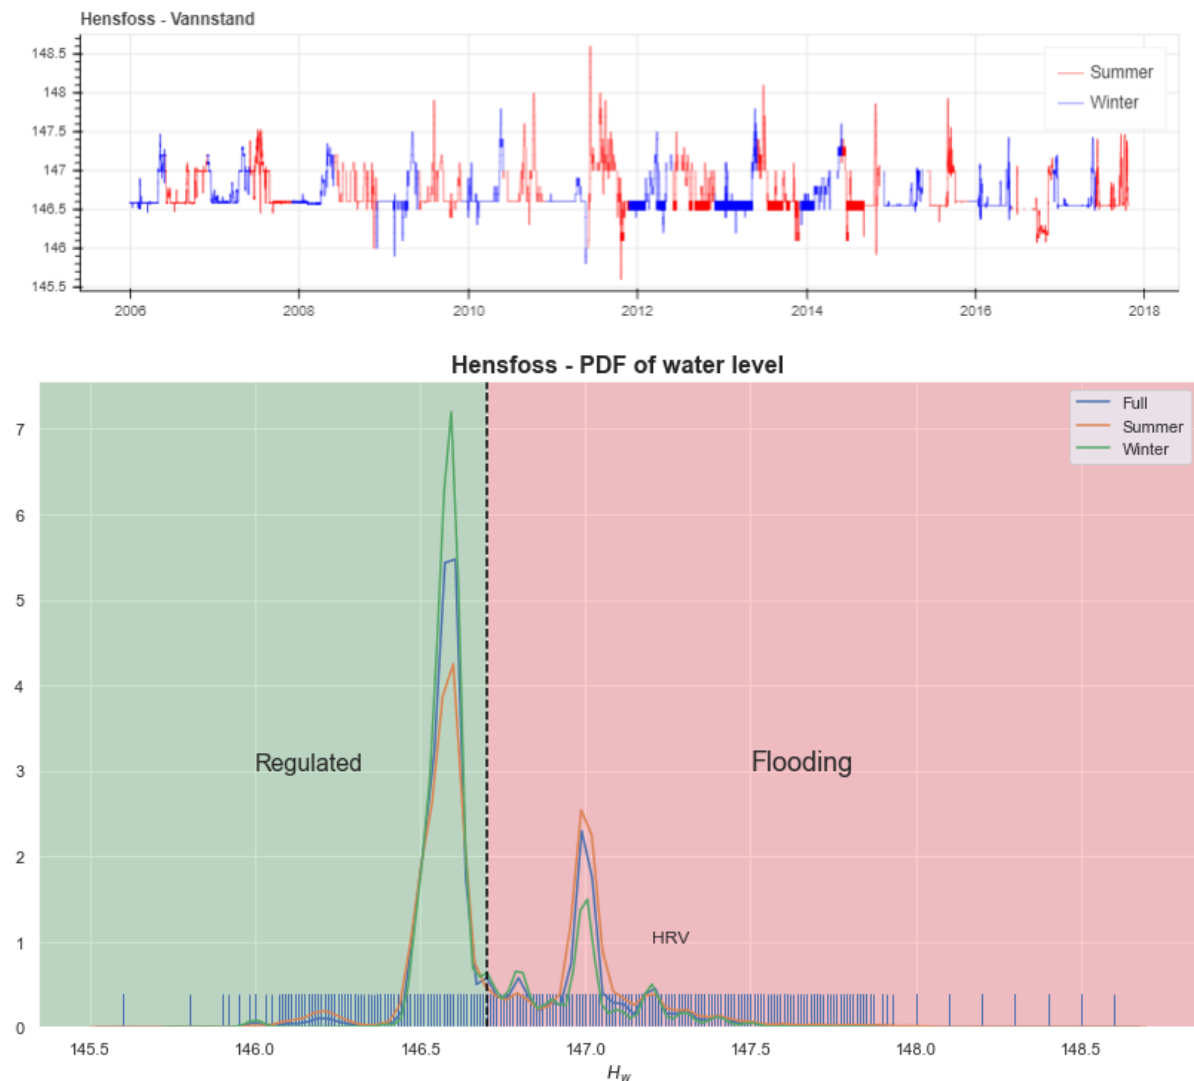 Hensfoss - Vannstand
148.5
148
147.5
147
146.5
146
145.5
Summer
Winter
2006 2008 2010 2012 2014 2016 2018
Hensfoss - PDF of water level
7
6
5
4
3
2
1
0
Full
Summer
Winter
Regulated
Flooding
HRV
145.5 146.0 146.5 147.0 147.5 148.0 148.5
H_w